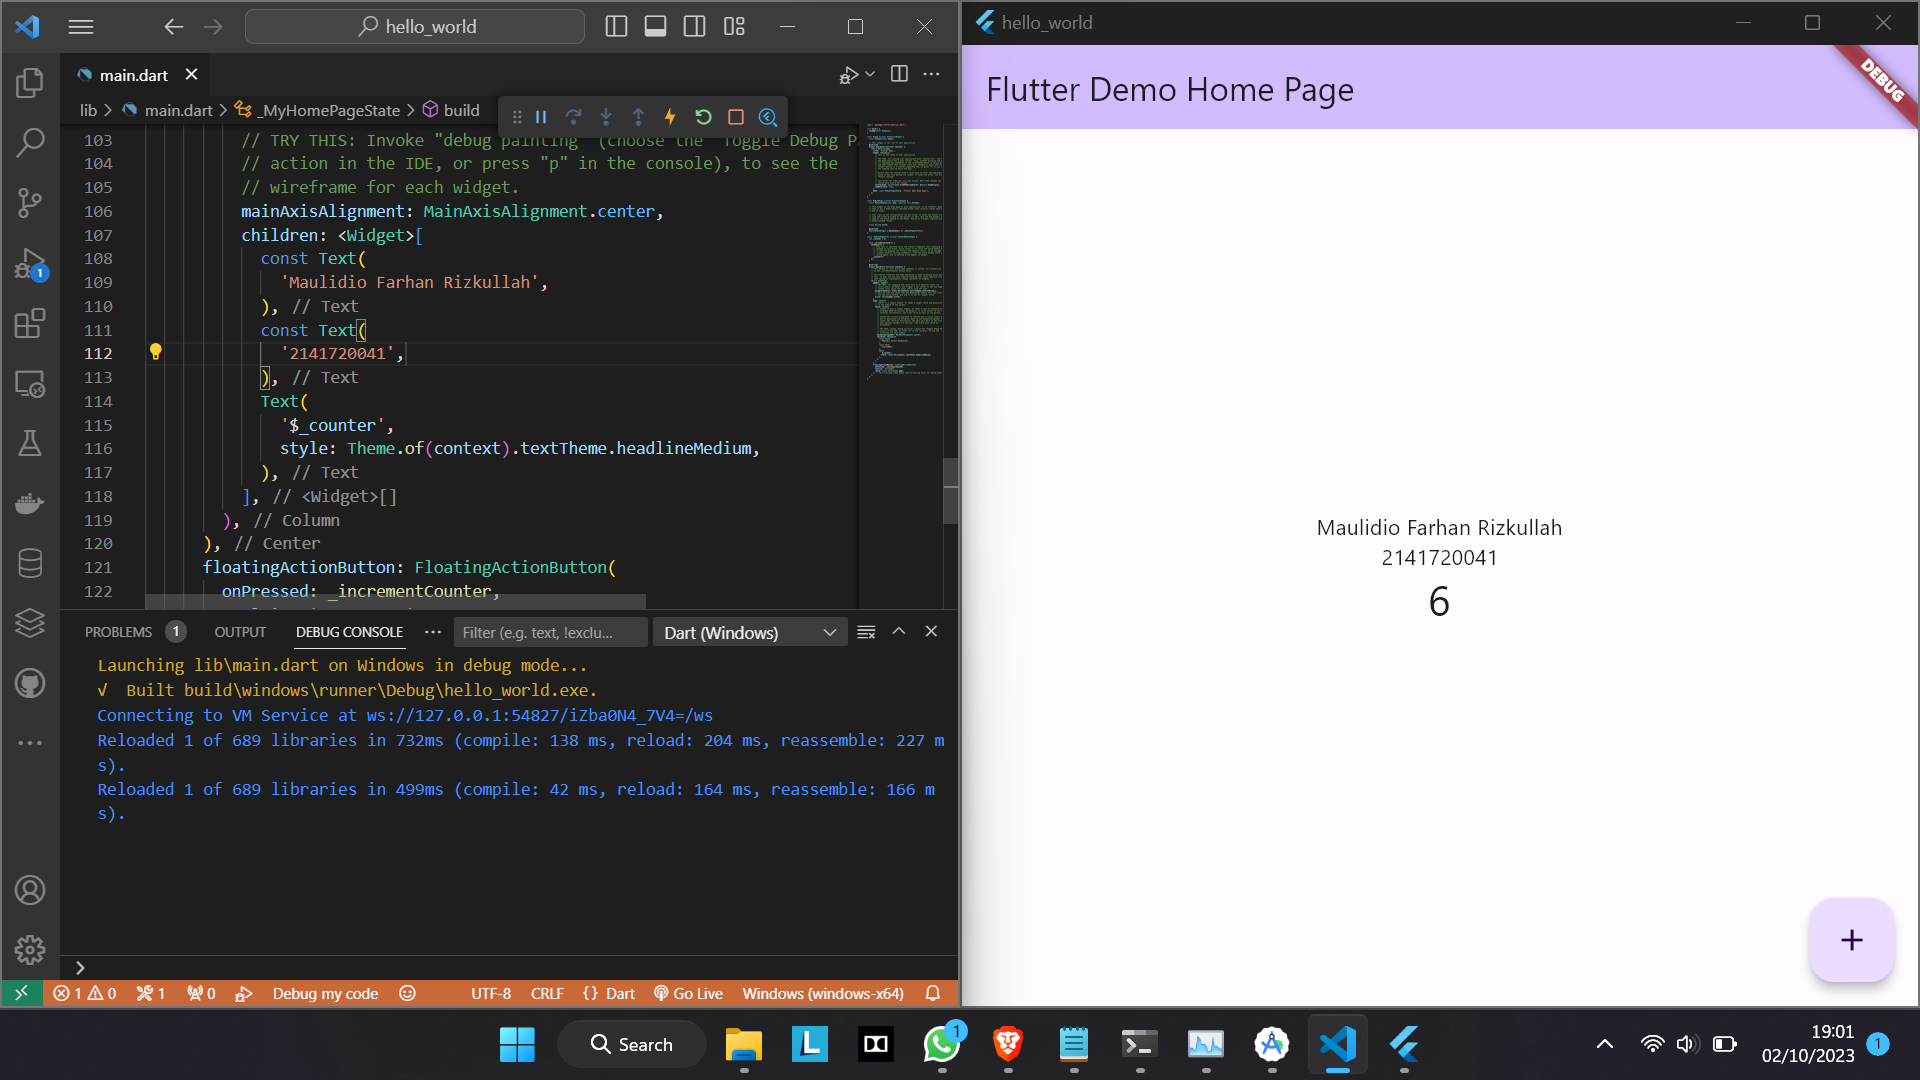 hello_world
main.dart
lib > main.dart > _MyHomePageState > build
103 // TRY THIS: Invoke "debug painting" (choose the "Toggle Debug P
104 // action in the IDE, or press "p" in the console), to see the
105 // wireframe for each widget.
106 mainAxisAlignment: MainAxisAlignment.center,
107 children: <Widget>[
108 const Text(
109 'Maulidio Farhan Rizkullah',
110 ), // Text
111 const Text(
112 '2141720041',
113 ), // Text
114 Text(
115 '$_counter',
116 style: Theme.of(context).textTheme.headlineMedium,
117 ), // Text
118 ], // <Widget>[]
119 ), // Column
120 ), // Center
121 floatingActionButton: FloatingActionButton(
122 onPressed: _incrementCounter,
PROBLEMS 1 OUTPUT DEBUG CONSOLE ... Filter (e.g. text, !exclu... Dart (Windows)
Launching lib\main.dart on Windows in debug mode...
√ Built build\windows\runner\Debug\hello_world.exe.
Connecting to VM Service at ws://127.0.0.1:54827/iZba0N4_7V4=/ws
Reloaded 1 of 689 libraries in 732ms (compile: 138 ms, reload: 204 ms, reassemble: 227 m
s).
Reloaded 1 of 689 libraries in 499ms (compile: 42 ms, reload: 164 ms, reassemble: 166 m
s).
1 0 1 0 Debug my code UTF-8 CRLF {} Dart Go Live Windows (windows-x64)
1
hello_world
Flutter Demo Home Page
DEBUG
Maulidio Farhan Rizkullah
2141720041
6
+
Search
L
1
19:01
02/10/2023
1